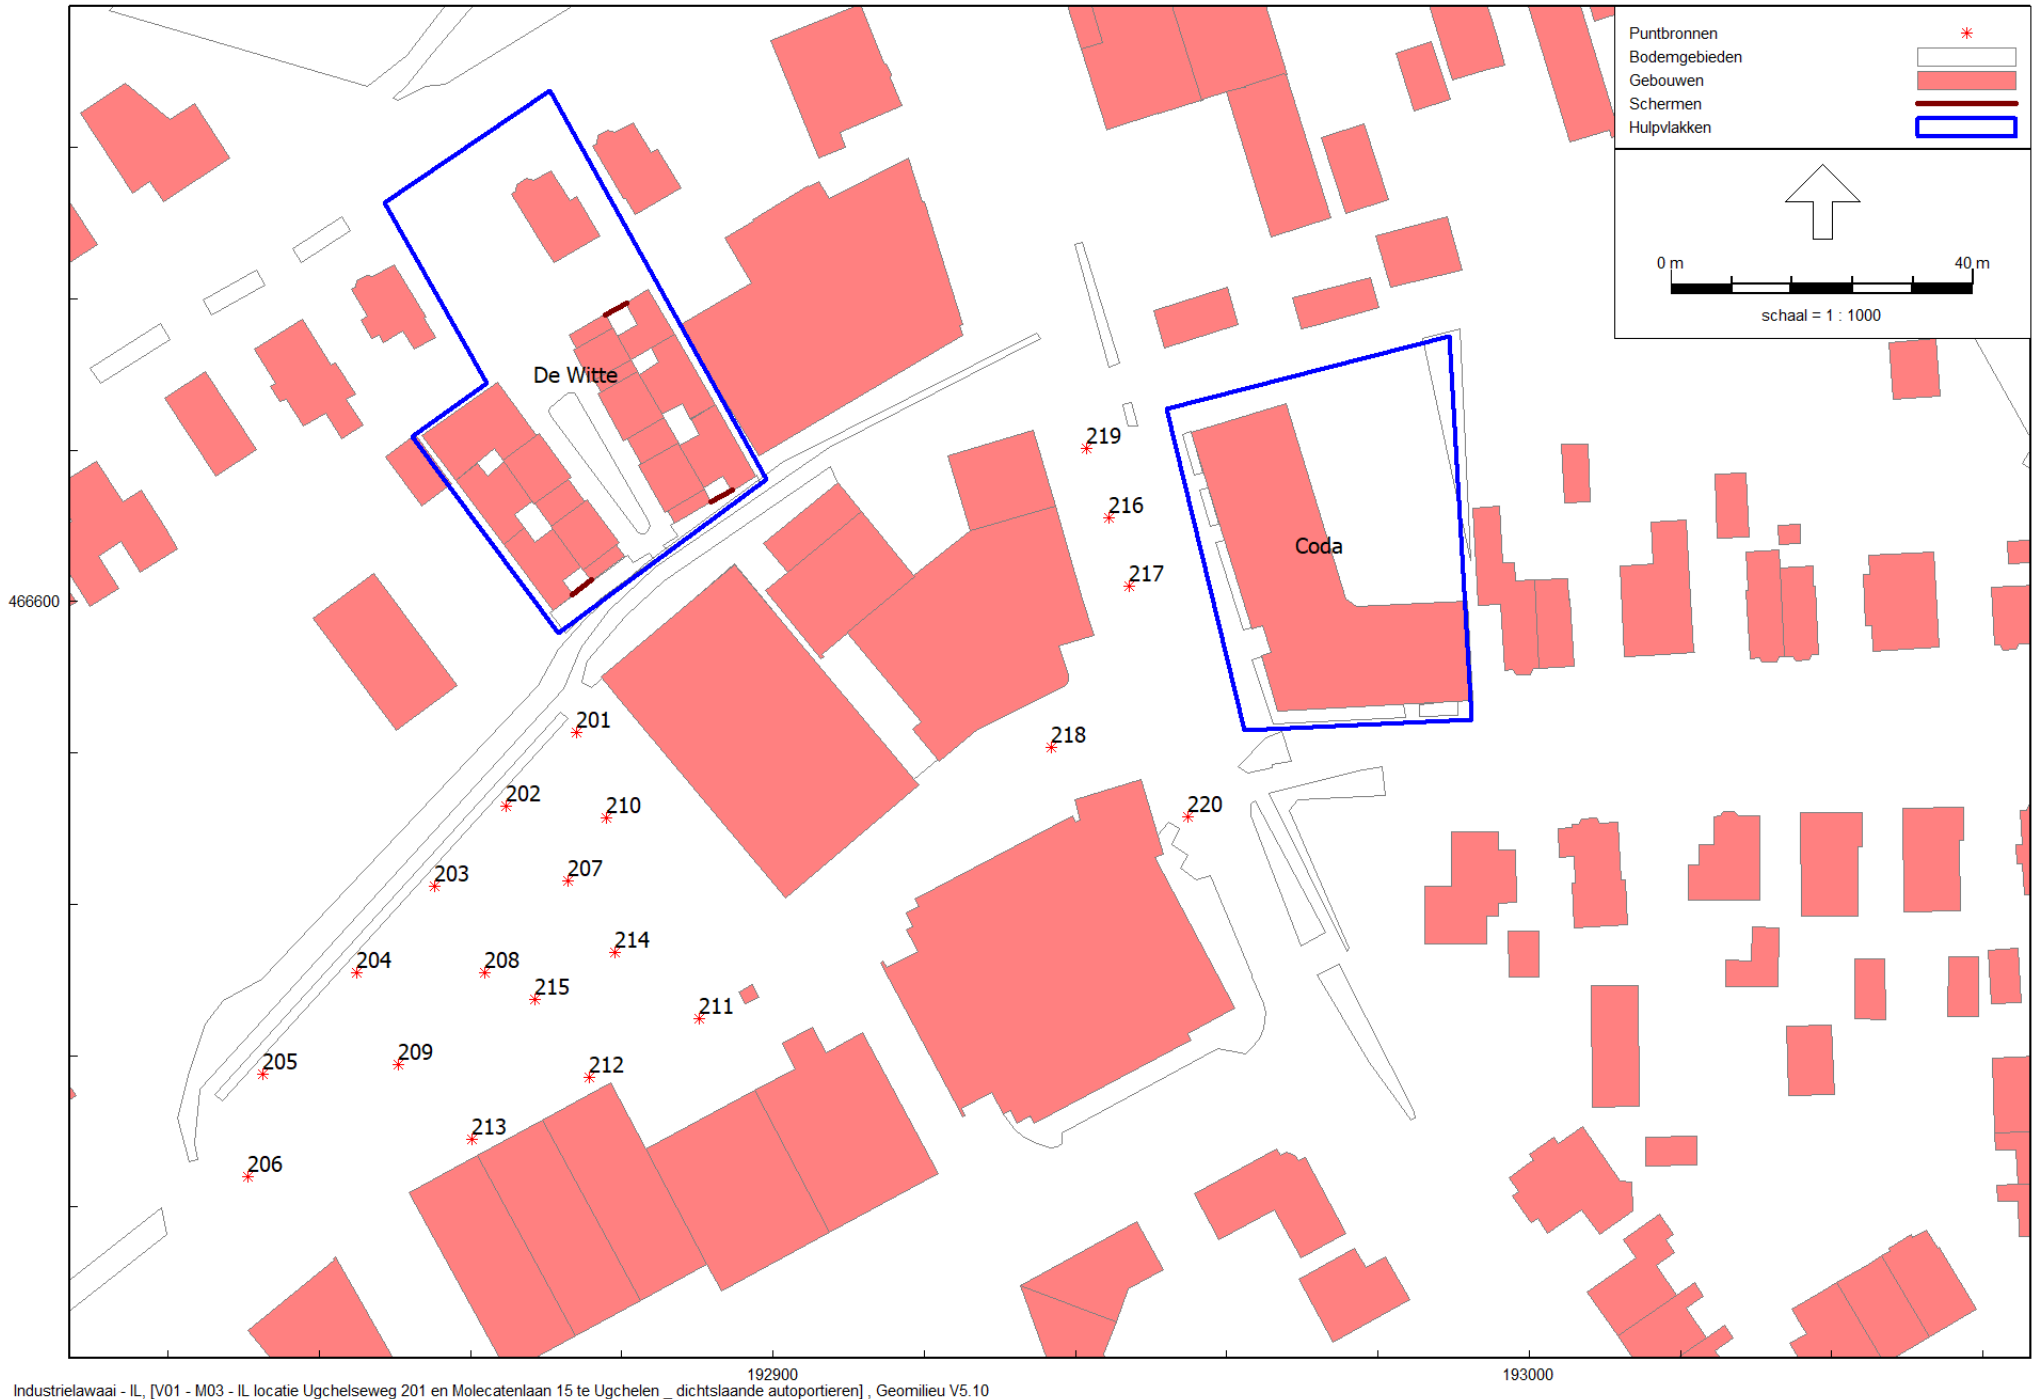 Puntbronnen
Bodemgebieden
Gebouwen
Schermen
Hulpvlakken
0 m 40 m
schaal = 1 : 1000
De Witte
219
216
Coda
217
466600
201
218
202
210
220
203
207
214
204
208
215
211
205
209
212
213
206
192900 193000
Industrielawaai - IL, [V01 - M03 - IL locatie Ugchelseweg 201 en Molecatenlaan 15 te Ugchelen _ dichtslaande autoportieren] , Geomilieu V5.10